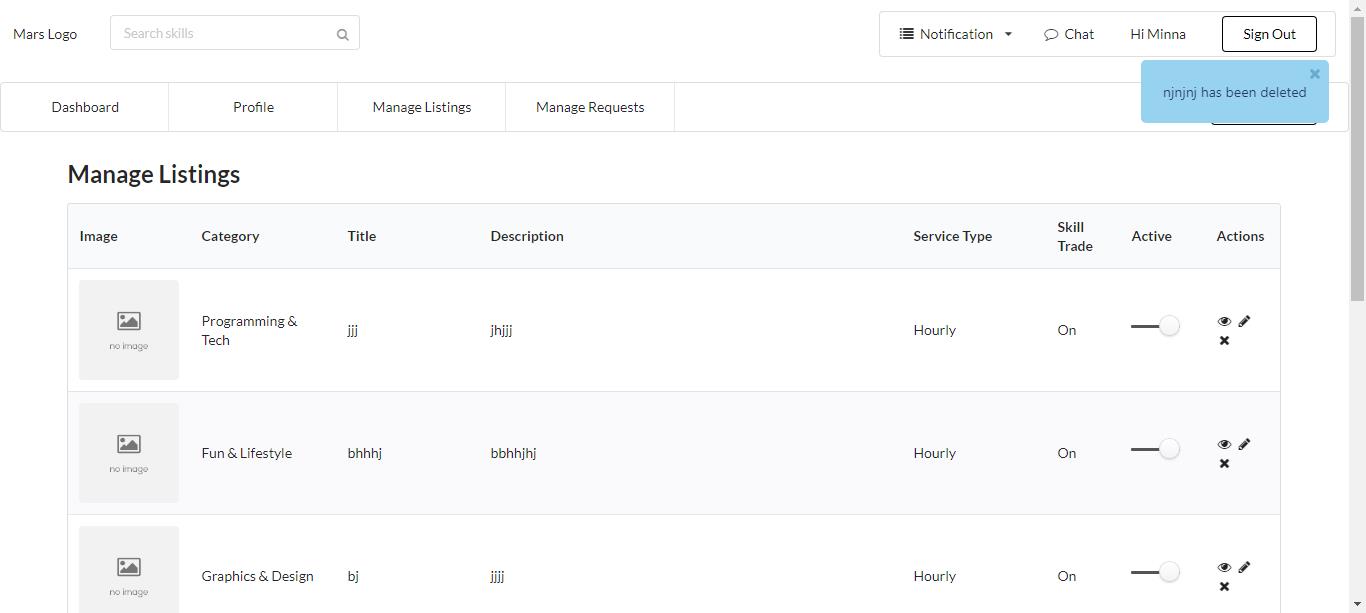 Mars Logo
Search skills
Notification
Chat
Hi Minna
Sign Out
njnjnj has been deleted
Dashboard
Profile
Manage Listings
Manage Requests
Manage Listings
Image
Category
Title
Description
Service Type
Skill
Trade
Active
Actions
no image
Programming &
Tech
jjj
jhjjj
Hourly
On
no image
Fun & Lifestyle
bhhhj
bbhhjhj
Hourly
On
no image
Graphics & Design
bj
jjjj
Hourly
On